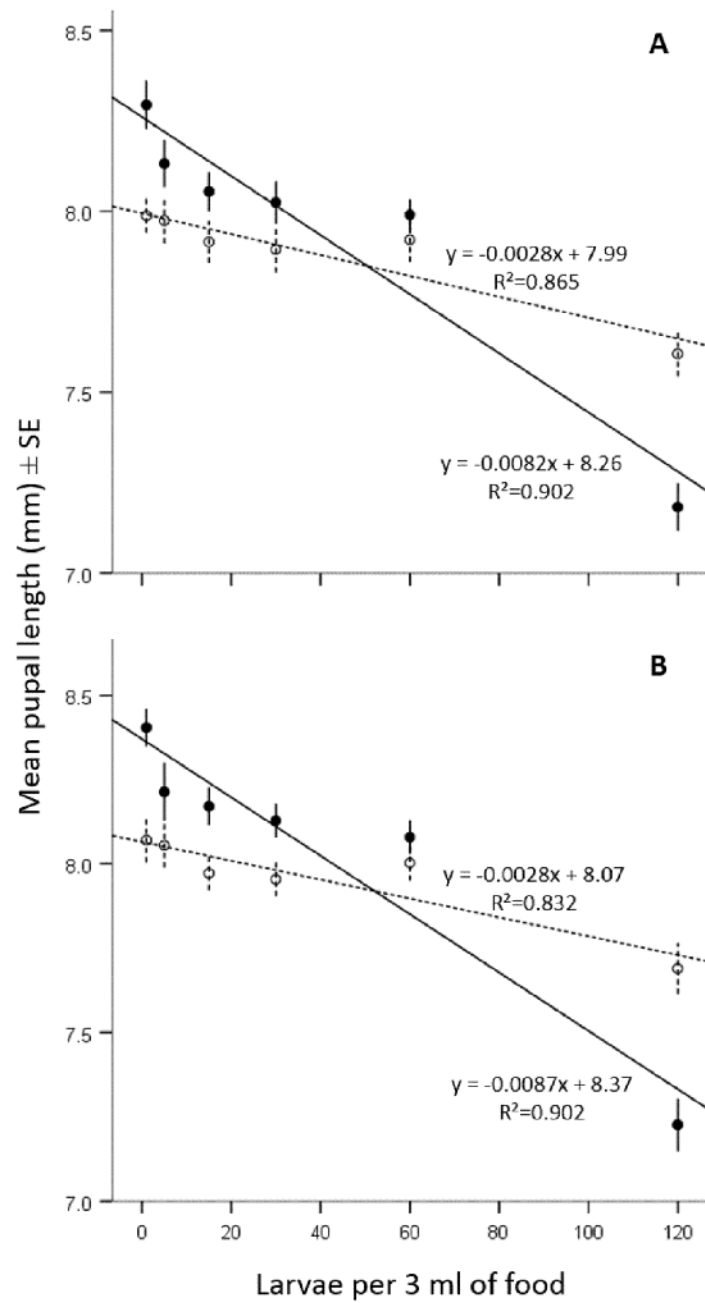 A
8.5
8.0
7.5
7.0
y = -0.0028x + 7.99
R²=0.865
y = -0.0082x + 8.26
R²=0.902
Mean pupal length (mm) ± SE
B
8.5
8.0
7.5
7.0
y = -0.0028x + 8.07
R²=0.832
y = -0.0087x + 8.37
R²=0.902
0 20 40 60 80 100 120
Larvae per 3 ml of food